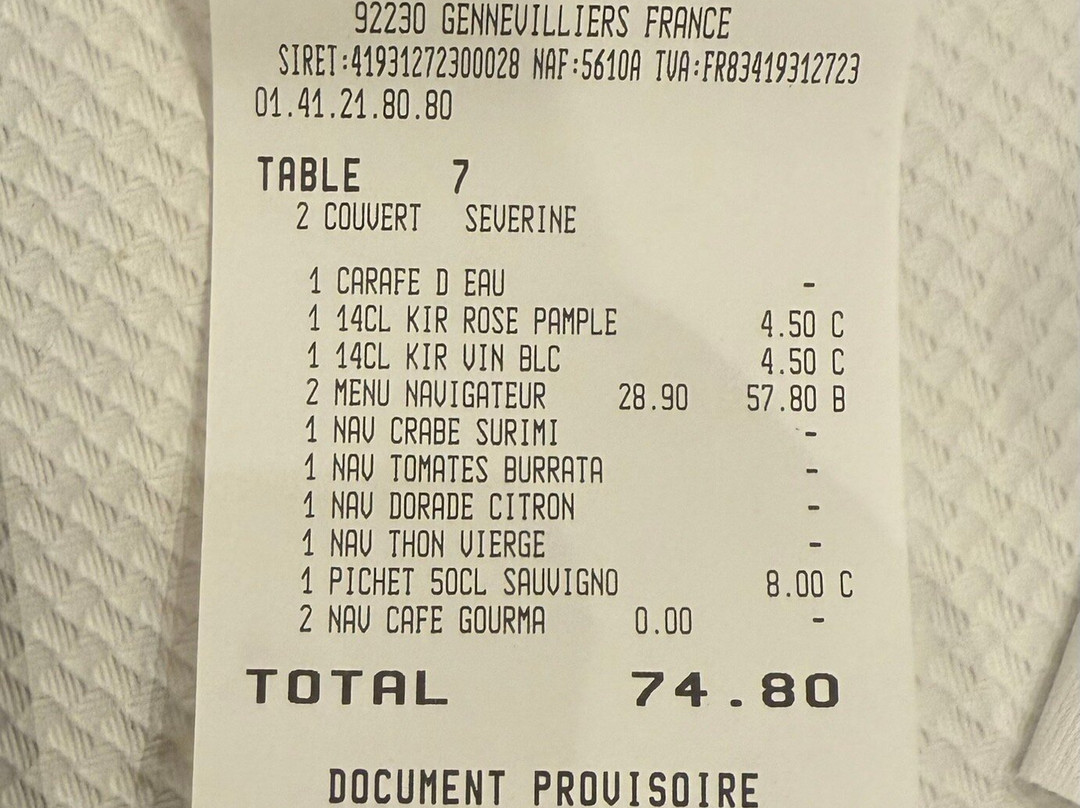 92230 GENNEVILLIERS FRANCE
SIRET:41931272300028 NAF:5610A TVA:FR83419312723
01.41.21.80.80
TABLE 7
2 COUVERT SEVERINE
1 CARAFE D EAU -
1 14CL KIR ROSE PAMPLE 4.50 C
1 14CL KIR VIN BLC 4.50 C
2 MENU NAVIGATEUR 28.90 57.80 B
1 NAV CRABE SURIMI -
1 NAV TOMATES BURRATA -
1 NAV DORADE CITRON -
1 NAV THON VIERGE -
1 PICHET 50CL SAUVIGNO 8.00 C
2 NAV CAFE GOURMA 0.00 -
TOTAL 74.80
DOCUMENT PROVISOIRE